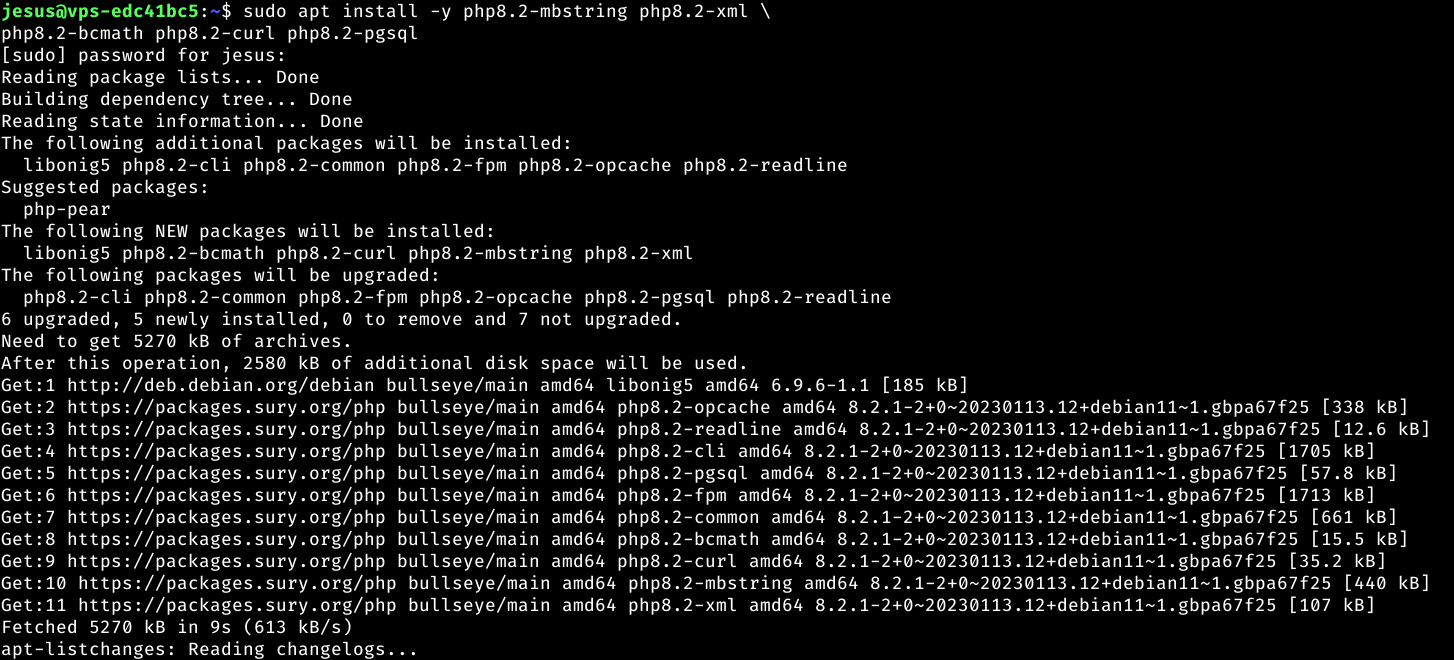 jesus@vps-edc41bc5:~$ sudo apt install -y php8.2-mbstring php8.2-xml \
php8.2-bcmath php8.2-curl php8.2-pgsql
[sudo] password for jesus:
Reading package lists... Done
Building dependency tree... Done
Reading state information... Done
The following additional packages will be installed:
  libonig5 php8.2-cli php8.2-common php8.2-fpm php8.2-opcache php8.2-readline
Suggested packages:
  php-pear
The following NEW packages will be installed:
  libonig5 php8.2-bcmath php8.2-curl php8.2-mbstring php8.2-xml
The following packages will be upgraded:
  php8.2-cli php8.2-common php8.2-fpm php8.2-opcache php8.2-pgsql php8.2-readline
6 upgraded, 5 newly installed, 0 to remove and 7 not upgraded.
Need to get 5270 kB of archives.
After this operation, 2580 kB of additional disk space will be used.
Get:1 http://deb.debian.org/debian bullseye/main amd64 libonig5 amd64 6.9.6-1.1 [185 kB]
Get:2 https://packages.sury.org/php bullseye/main amd64 php8.2-opcache amd64 8.2.1-2+0~20230113.12+debian11~1.gbpa67f25 [338 kB]
Get:3 https://packages.sury.org/php bullseye/main amd64 php8.2-readline amd64 8.2.1-2+0~20230113.12+debian11~1.gbpa67f25 [12.6 kB]
Get:4 https://packages.sury.org/php bullseye/main amd64 php8.2-cli amd64 8.2.1-2+0~20230113.12+debian11~1.gbpa67f25 [1705 kB]
Get:5 https://packages.sury.org/php bullseye/main amd64 php8.2-pgsql amd64 8.2.1-2+0~20230113.12+debian11~1.gbpa67f25 [57.8 kB]
Get:6 https://packages.sury.org/php bullseye/main amd64 php8.2-fpm amd64 8.2.1-2+0~20230113.12+debian11~1.gbpa67f25 [1713 kB]
Get:7 https://packages.sury.org/php bullseye/main amd64 php8.2-common amd64 8.2.1-2+0~20230113.12+debian11~1.gbpa67f25 [661 kB]
Get:8 https://packages.sury.org/php bullseye/main amd64 php8.2-bcmath amd64 8.2.1-2+0~20230113.12+debian11~1.gbpa67f25 [15.5 kB]
Get:9 https://packages.sury.org/php bullseye/main amd64 php8.2-curl amd64 8.2.1-2+0~20230113.12+debian11~1.gbpa67f25 [35.2 kB]
Get:10 https://packages.sury.org/php bullseye/main amd64 php8.2-mbstring amd64 8.2.1-2+0~20230113.12+debian11~1.gbpa67f25 [440 kB]
Get:11 https://packages.sury.org/php bullseye/main amd64 php8.2-xml amd64 8.2.1-2+0~20230113.12+debian11~1.gbpa67f25 [107 kB]
Fetched 5270 kB in 9s (613 kB/s)
apt-listchanges: Reading changelogs...